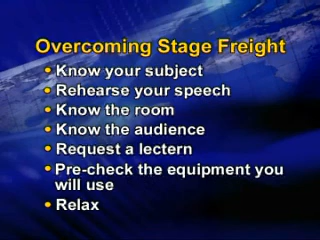 Overcoming Stage Freight
• Know your subject
• Rehearse your speech
• Know the room
• Know the audience
• Request a lectern
• Pre-check the equipment you
will use
• Relax